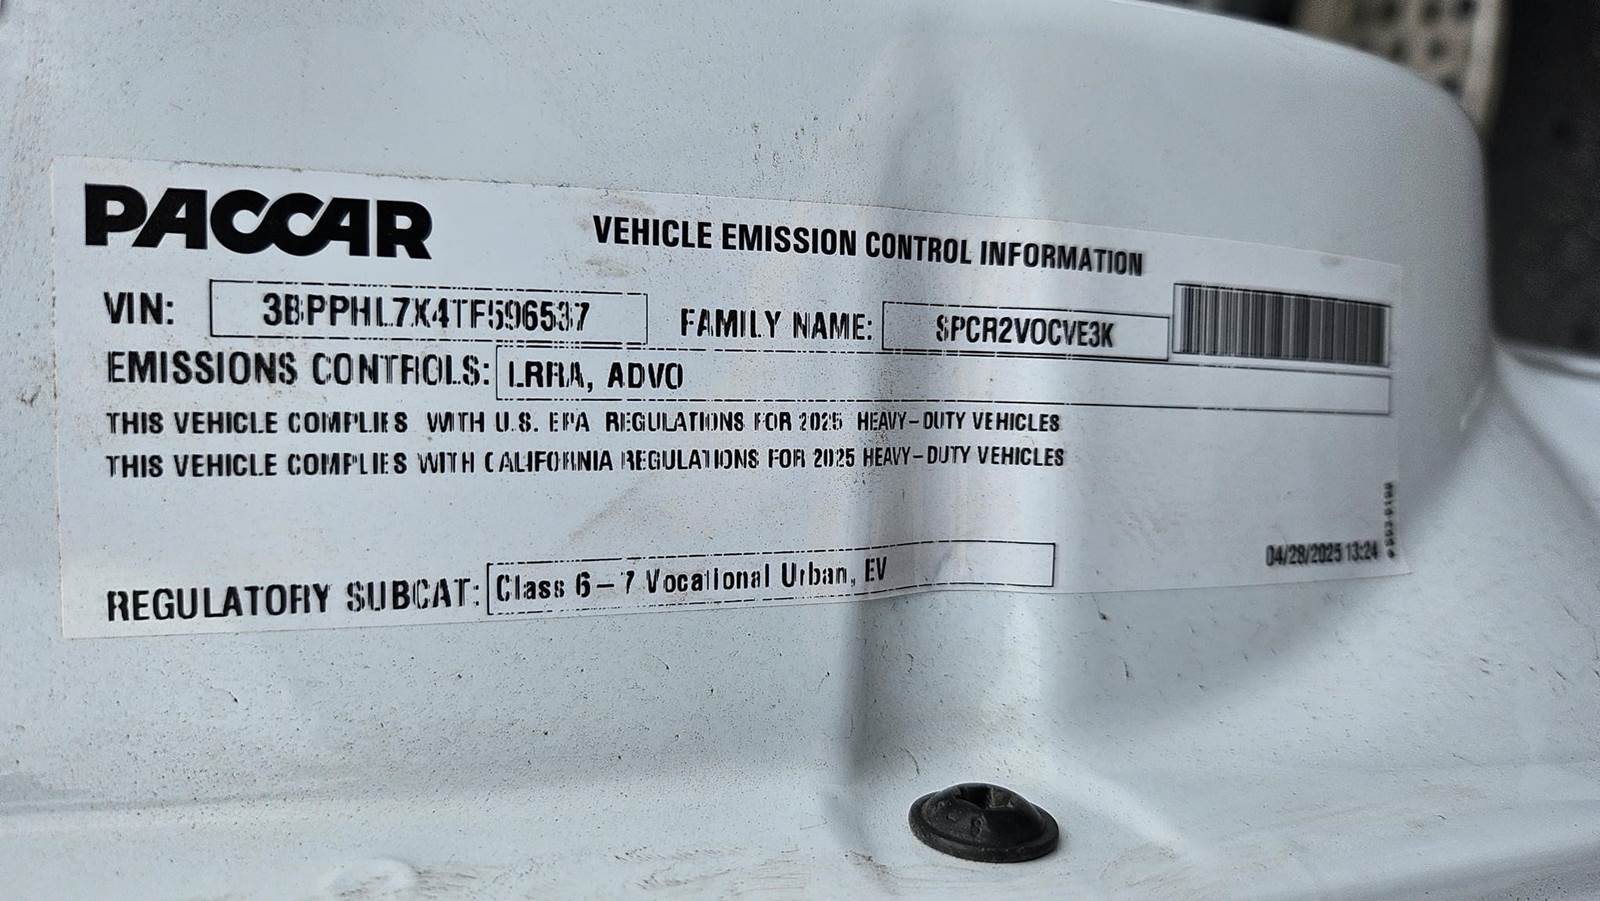 PACCAR
VEHICLE EMISSION CONTROL INFORMATION
VIN: 3BPPHL7X4TF596537 FAMILY NAME: SPCR2VOCVE3K
EMISSIONS CONTROLS: LRRA, ADVO
THIS VEHICLE COMPLIES WITH U.S. EPA REGULATIONS FOR 2025 HEAVY-DUTY VEHICLES
THIS VEHICLE COMPLIES WITH CALIFORNIA REGULATIONS FOR 2025 HEAVY-DUTY VEHICLES
04/28/2025 13:24
REGULATORY SUBCAT: Class 6-7 Vocational Urban, EV